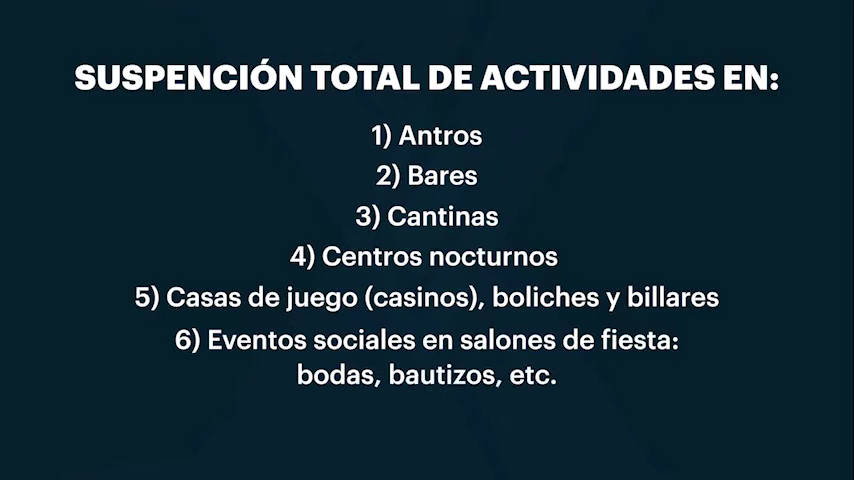 SUSPENCIÓN TOTAL DE ACTIVIDADES EN:
1) Antros
2) Bares
3) Cantinas
4) Centros nocturnos
5) Casas de juego (casinos), boliches y billares
6) Eventos sociales en salones de fiesta:
bodas, bautizos, etc.